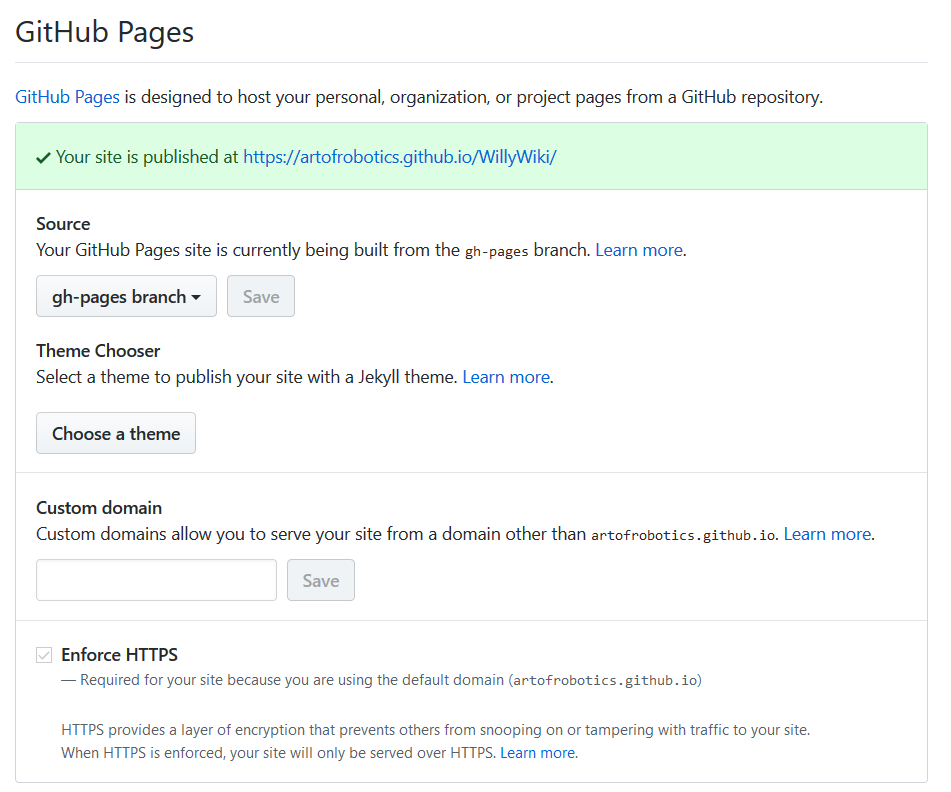 GitHub Pages
GitHub Pages is designed to host your personal, organization, or project pages from a GitHub repository.
Your site is published at https://artofrobotics.github.io/WillyWiki/
Source
Your GitHub Pages site is currently being built from the gh-pages branch. Learn more.
gh-pages branch
Save
Theme Chooser
Select a theme to publish your site with a Jekyll theme. Learn more.
Choose a theme
Custom domain
Custom domains allow you to serve your site from a domain other than artofrobotics.github.io. Learn more.
Save
Enforce HTTPS
— Required for your site because you are using the default domain (artofrobotics.github.io)
HTTPS provides a layer of encryption that prevents others from snooping on or tampering with traffic to your site.
When HTTPS is enforced, your site will only be served over HTTPS. Learn more.